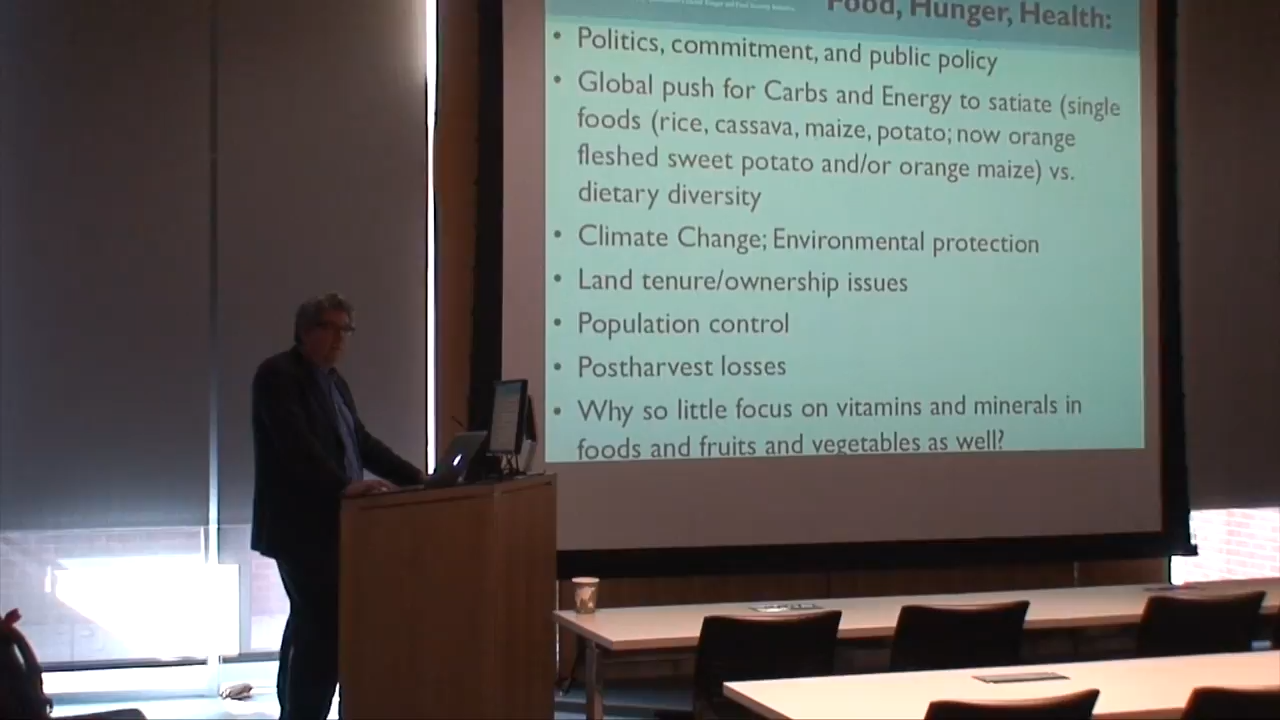 Food, Hunger, Health:
• Politics, commitment, and public policy
• Global push for Carbs and Energy to satiate (single
foods (rice, cassava, maize, potato; now orange
fleshed sweet potato and/or orange maize) vs.
dietary diversity
• Climate Change; Environmental protection
• Land tenure/ownership issues
• Population control
• Postharvest losses
• Why so little focus on vitamins and minerals in
foods and fruits and vegetables as well?